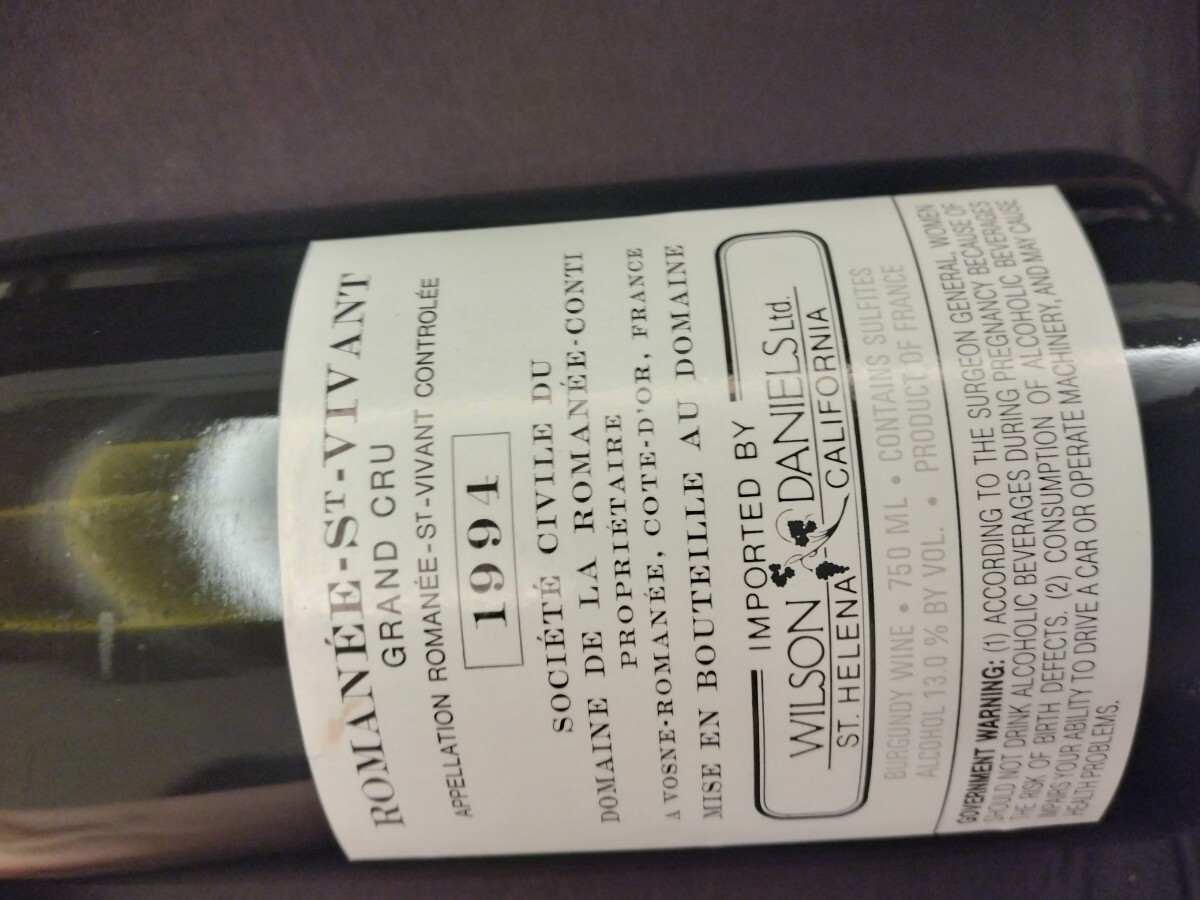 ROMANÉE-ST-VIVANT
GRAND CRU
APPELLATION ROMANÉE-ST-VIVANT CONTROLÉE
1994
SOCIÉTÉ CIVILE DU
DOMAINE DE LA ROMANÉE-CONTI
PROPRIÉTAIRE
A VOSNE-ROMANÉE, COTE-D'OR, FRANCE
MISE EN BOUTEILLE AU DOMAINE
IMPORTED BY
WILSON DANIELS Ltd.
ST. HELENA CALIFORNIA
BURGUNDY WINE • 750 ML • CONTAINS SULFITES
ALCOHOL 13.0 % BY VOL. • PRODUCT OF FRANCE
GOVERNMENT WARNING: (1) ACCORDING TO THE SURGEON GENERAL, WOMEN
SHOULD NOT DRINK ALCOHOLIC BEVERAGES DURING PREGNANCY BECAUSE OF
THE RISK OF BIRTH DEFECTS. (2) CONSUMPTION OF ALCOHOLIC BEVERAGES
IMPAIRS YOUR ABILITY TO DRIVE A CAR OR OPERATE MACHINERY, AND MAY CAUSE
HEALTH PROBLEMS.